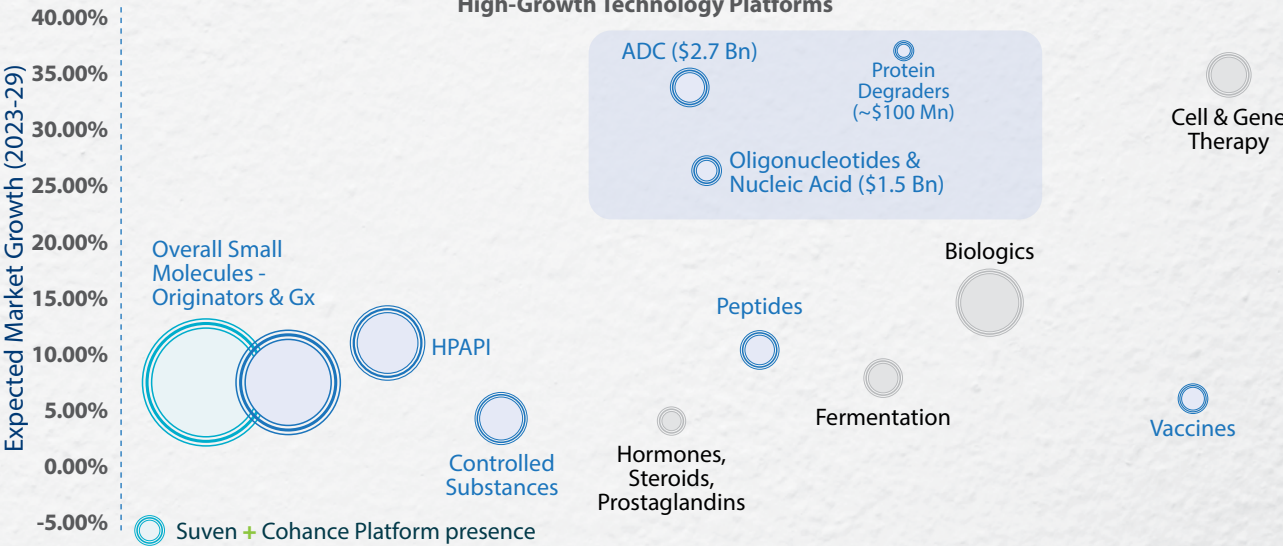 High-Growth Technology Platforms
Expected Market Growth (2023-29)
40.00%
35.00%
30.00%
25.00%
20.00%
15.00%
10.00%
5.00%
0.00%
-5.00%
ADC ($2.7 Bn)
Protein
Degraders
(~$100 Mn)
Oligonucleotides &
Nucleic Acid ($1.5 Bn)
Cell & Gene
Therapy
Overall Small
Molecules -
Originators & Gx
HPAPI
Controlled
Substances
Hormones,
Steroids,
Prostaglandins
Peptides
Fermentation
Biologics
Vaccines
Suven + Cohance Platform presence